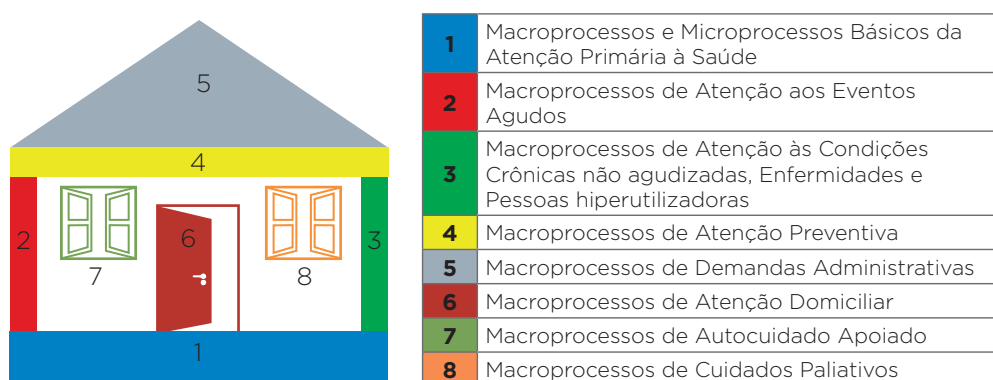 5
4
2
6
3
7
8
1
1
Macroprocessos e Microprocessos Básicos da
Atenção Primária à Saúde
2
Macroprocessos de Atenção aos Eventos
Agudos
3
Macroprocessos de Atenção às Condições
Crônicas não agudizadas, Enfermidades e
Pessoas hiperutilizadoras
4 Macroprocessos de Atenção Preventiva
5 Macroprocessos de Demandas Administrativas
6 Macroprocessos de Atenção Domiciliar
7 Macroprocessos de Autocuidado Apoiado
8 Macroprocessos de Cuidados Paliativos